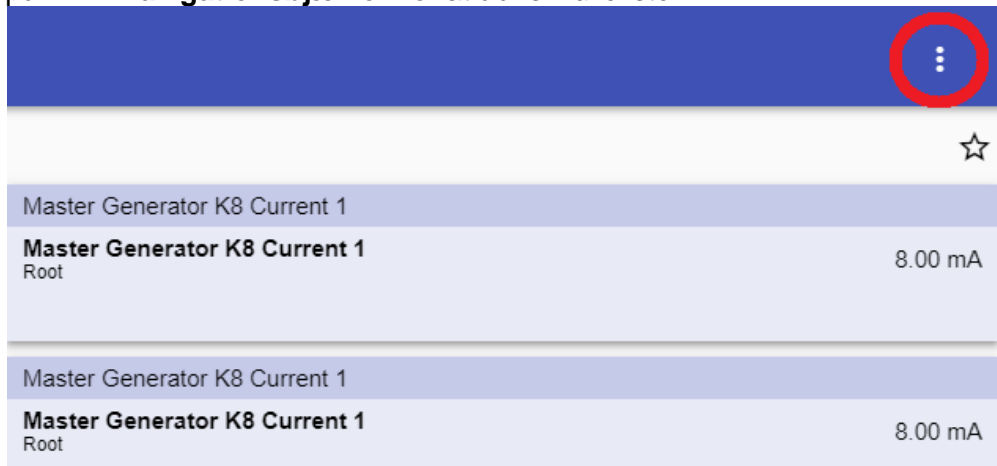 Master Generator K8 Current 1
Master Generator K8 Current 1
Root
8.00 mA
Master Generator K8 Current 1
Master Generator K8 Current 1
Root
8.00 mA